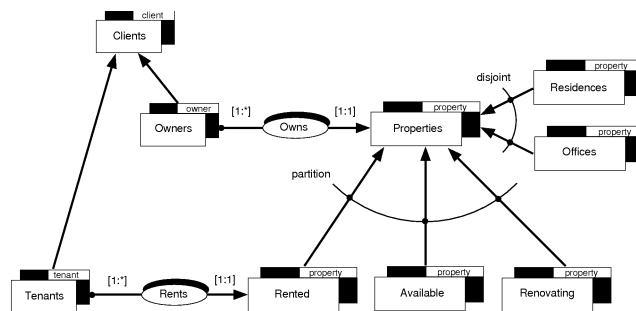 client
Clients
owner
Owners
[1:*]
Owns
[1:1]
property
Properties
disjoint
property
Residences
property
Offices
partition
tenant
Tenants
[1:*]
Rents
[1:1]
property
Rented
property
Available
property
Renovating